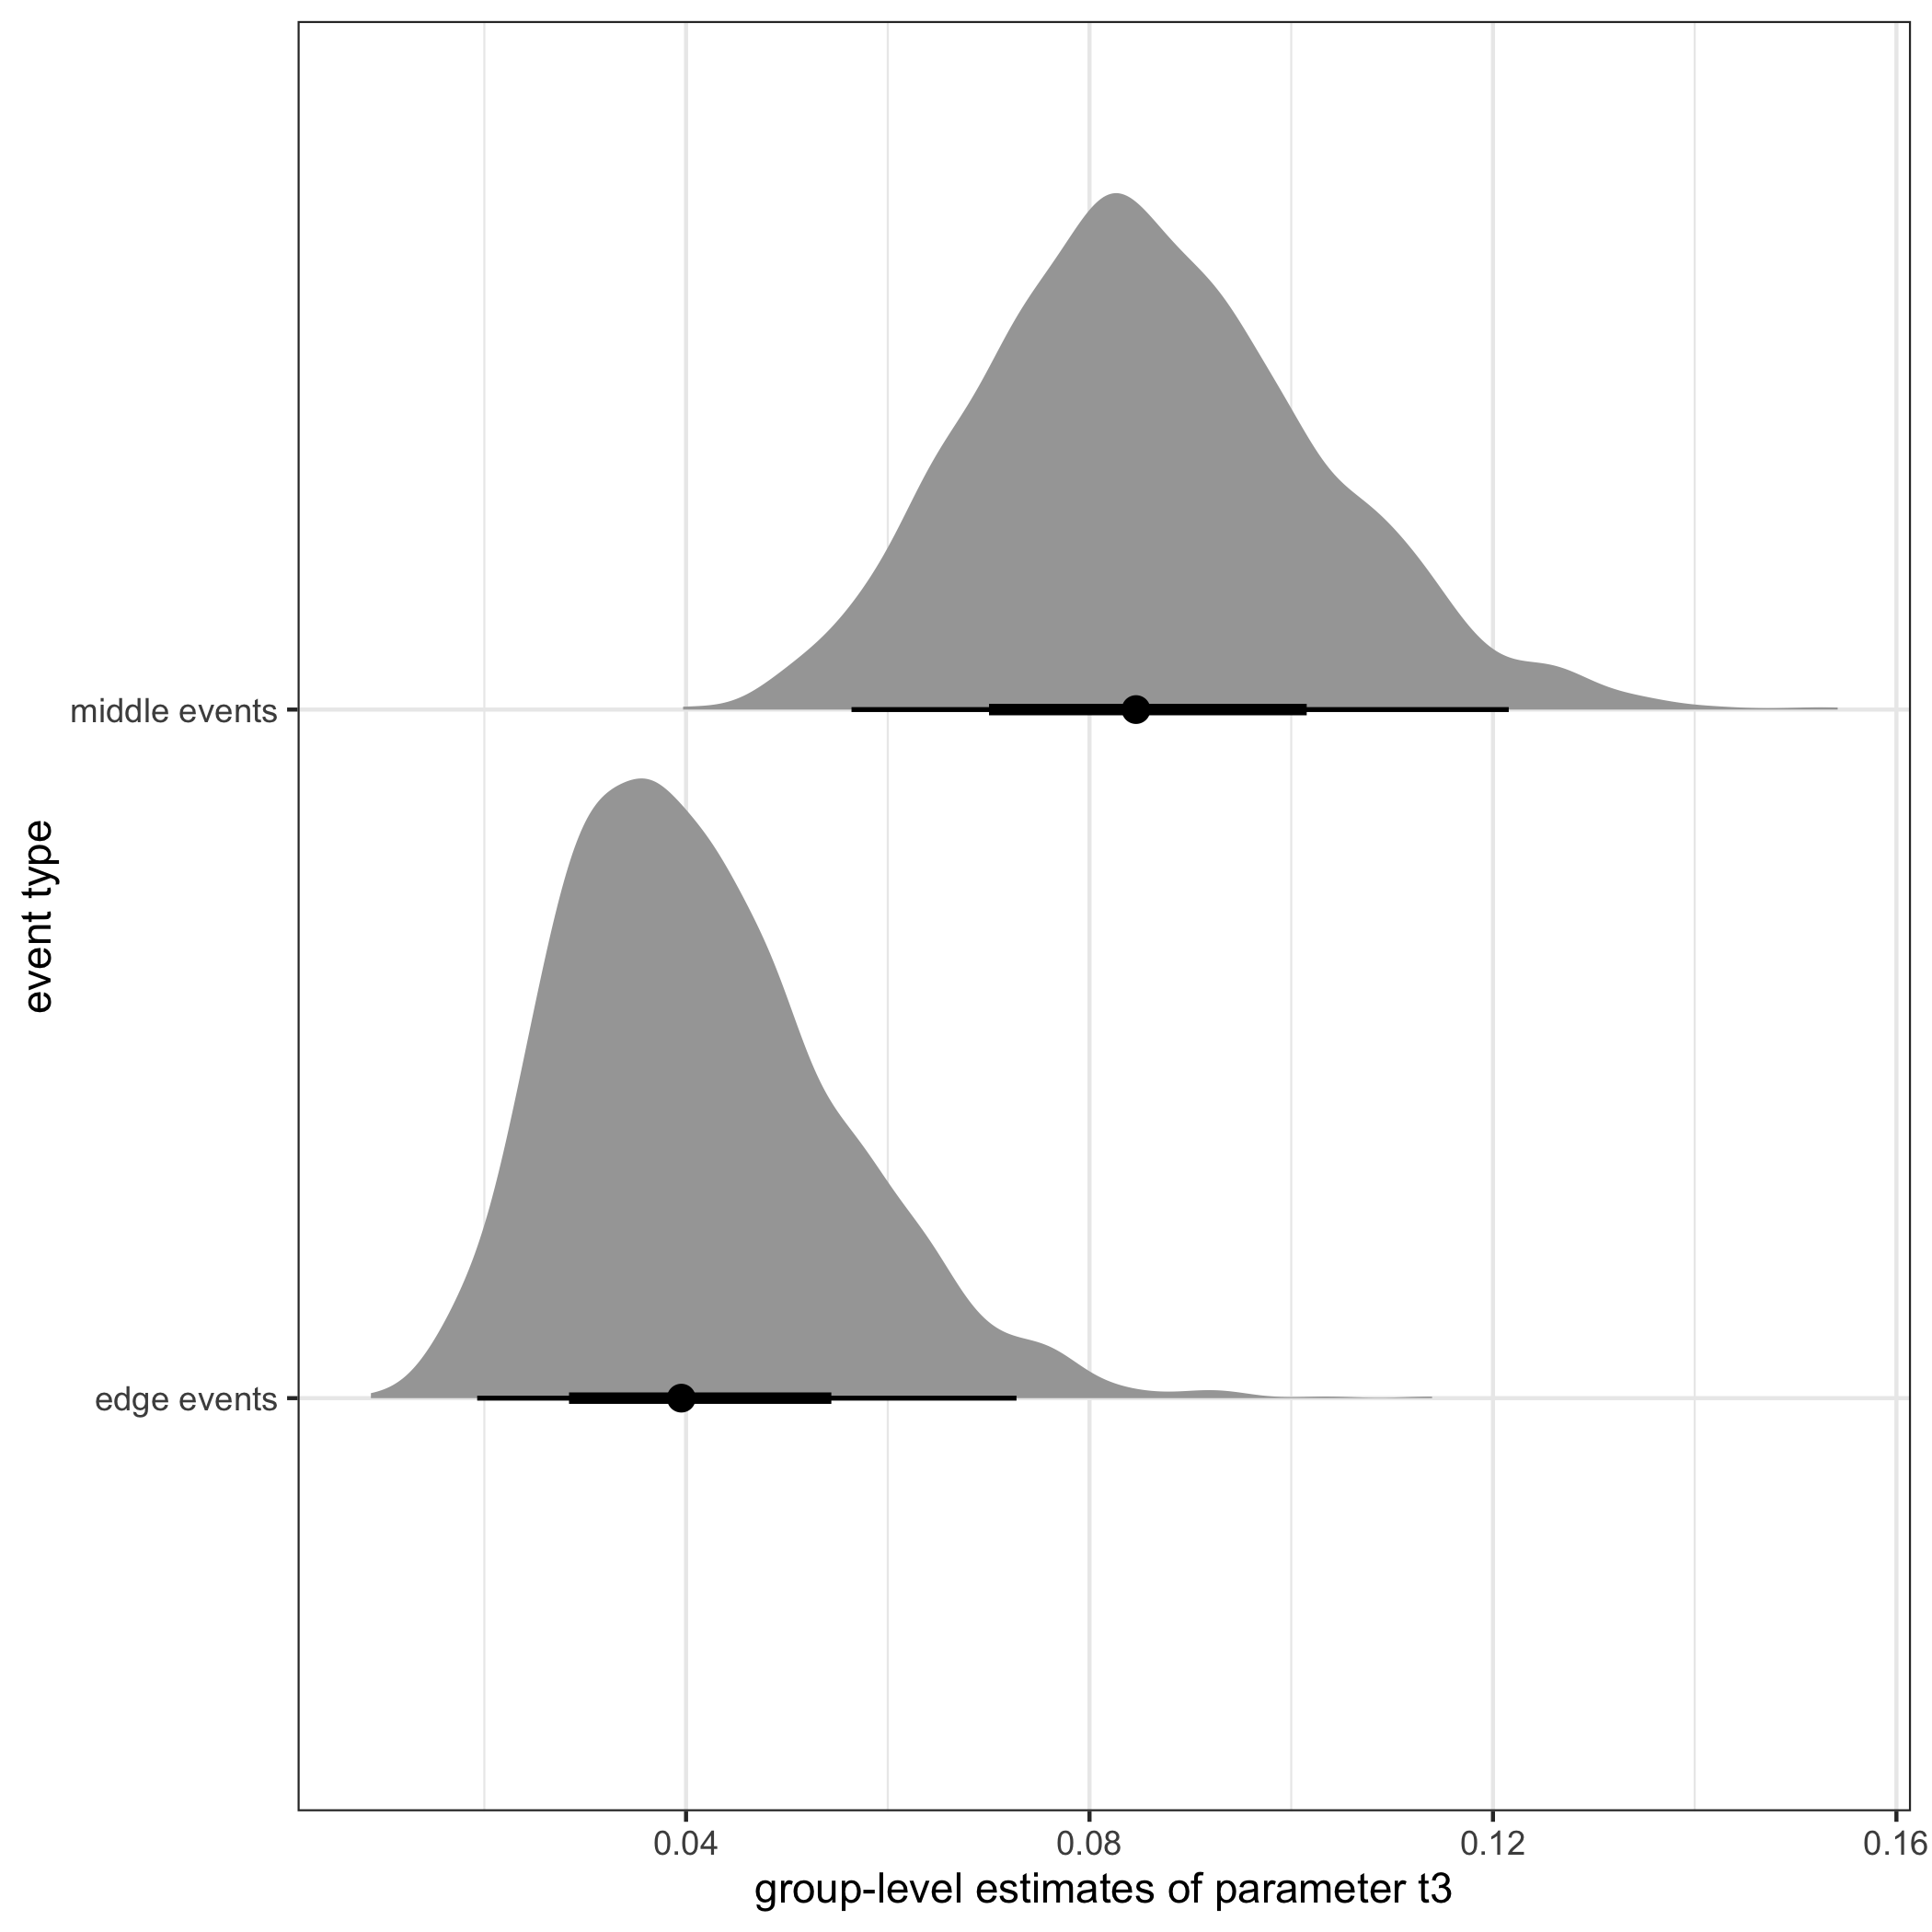 event type
middle events
edge events
0.04 0.08 0.12 0.16
group-level estimates of parameter t3